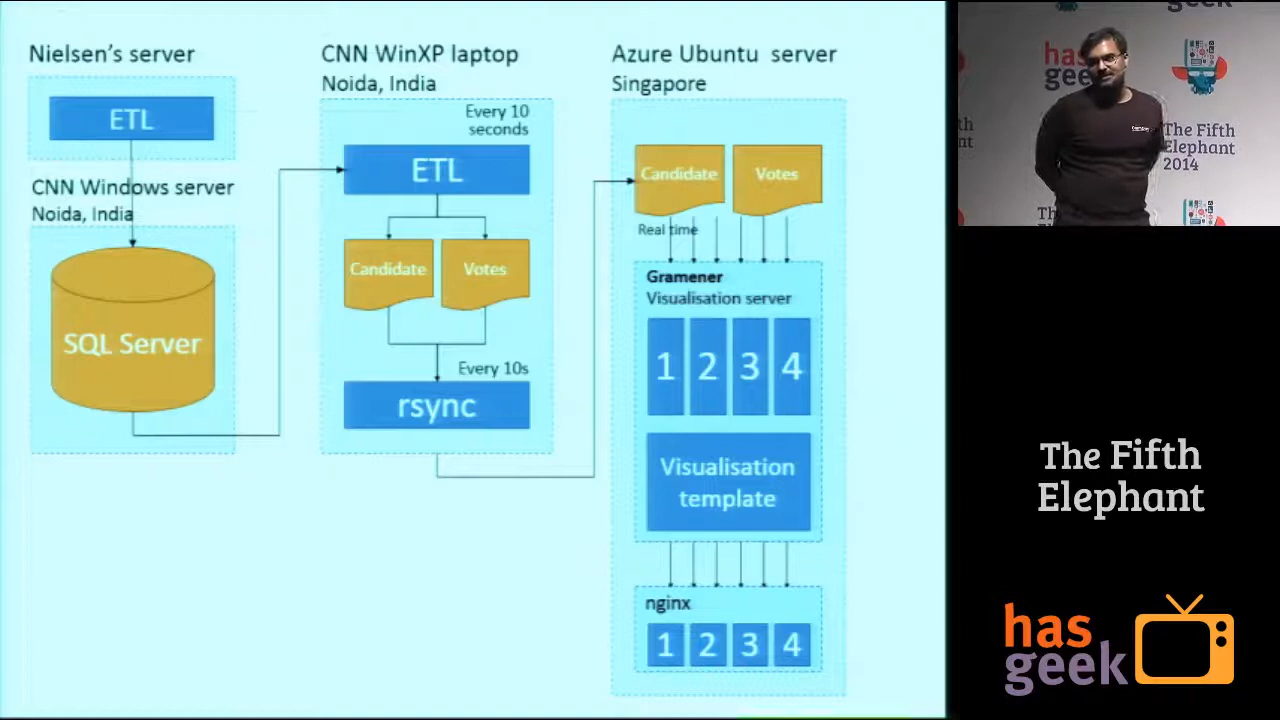 Nielsen's server
ETL
CNN Windows server
Noida, India
SQL Server
CNN WinXP laptop
Noida, India
Every 10
seconds
ETL
Candidate
Votes
Every 10s
rsync
Azure Ubuntu server
Singapore
Candidate
Votes
Real time
Gramener
Visualisation server
1 2 3 4
Visualisation
template
nginx
1 2 3 4
geek
has
geek
The Fifth
Elephant
2014
The Fifth
Elephant
has
geek